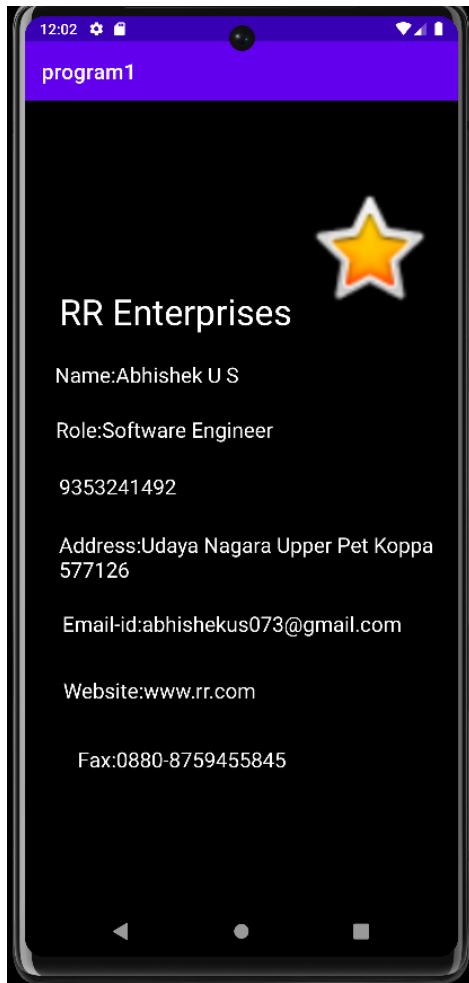 12:02
program1
RR Enterprises
Name:Abhishek U S
Role:Software Engineer
9353241492
Address:Udaya Nagara Upper Pet Koppa
577126
Email-id:abhishekus073@gmail.com
Website:www.rr.com
Fax:0880-8759455845